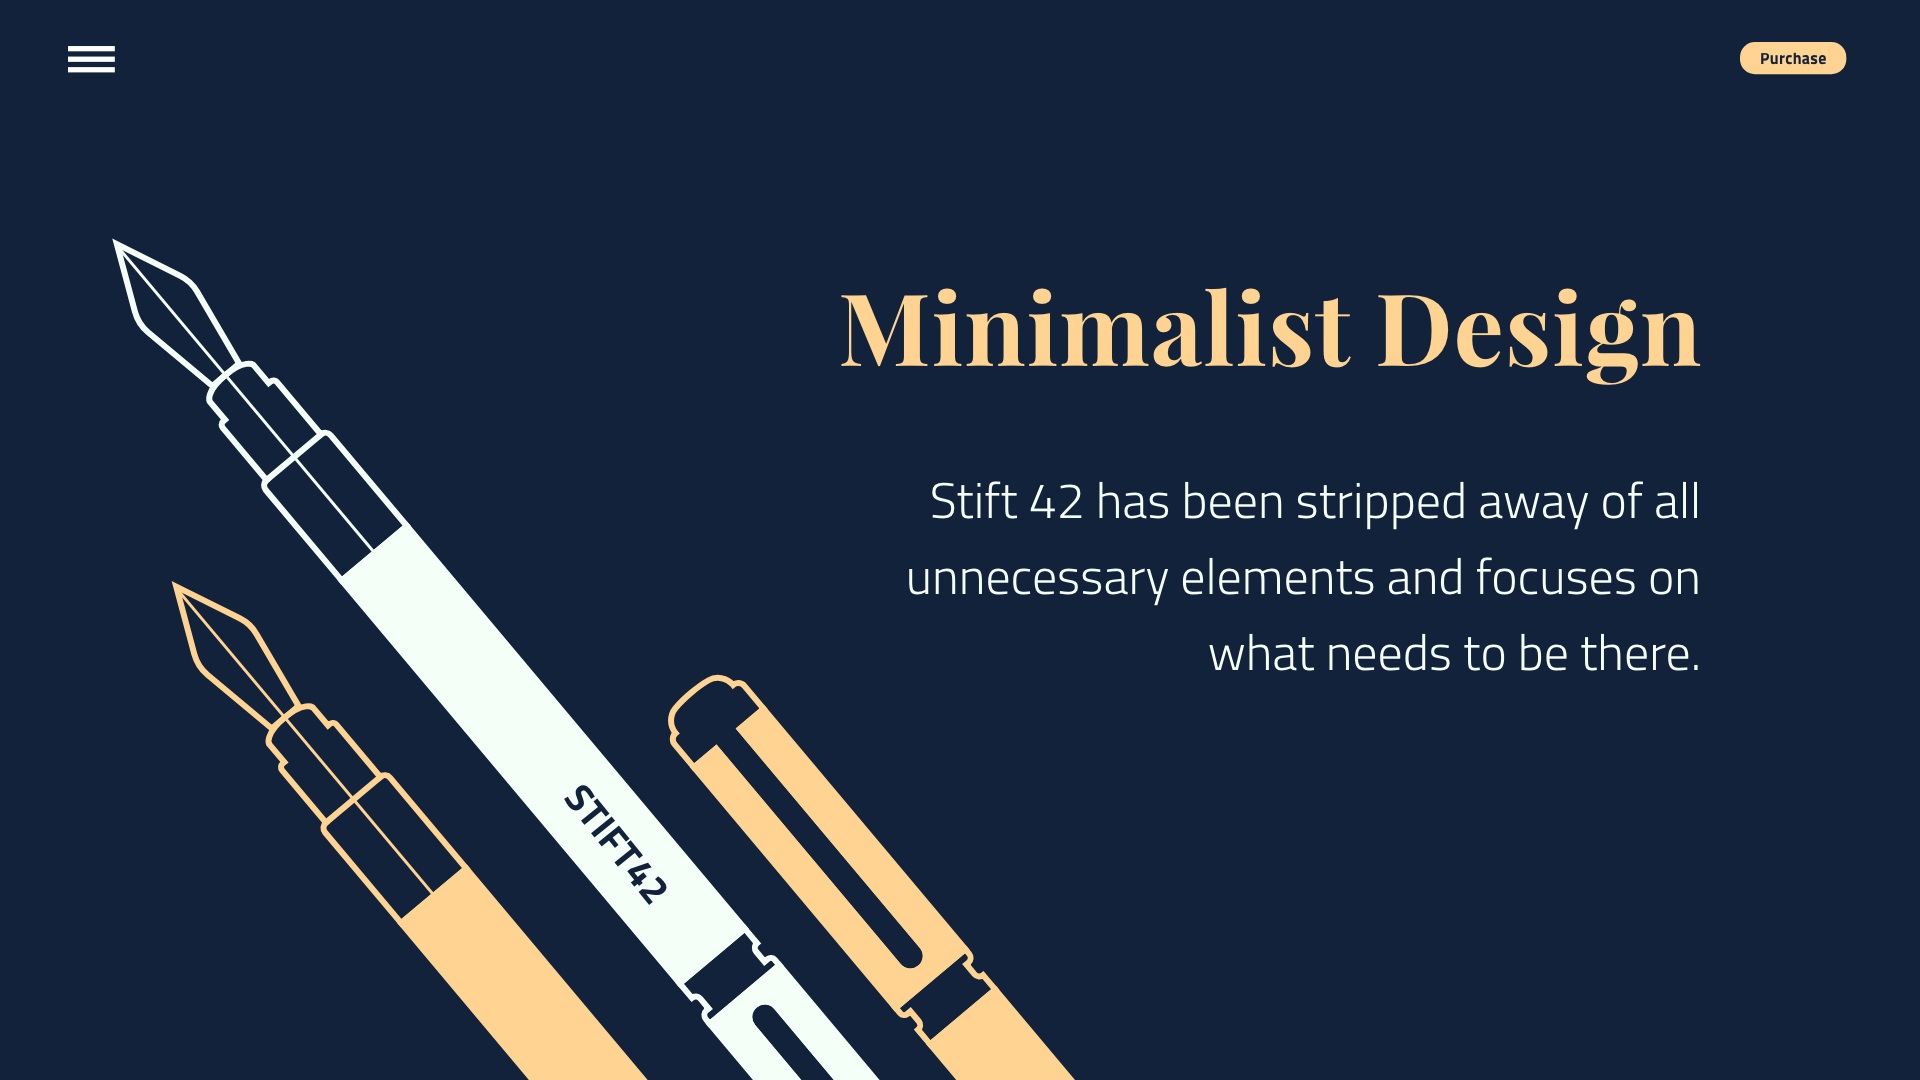 Purchase
Minimalist Design
Stift 42 has been stripped away of all
unnecessary elements and focuses on
what needs to be there.
STIFT42